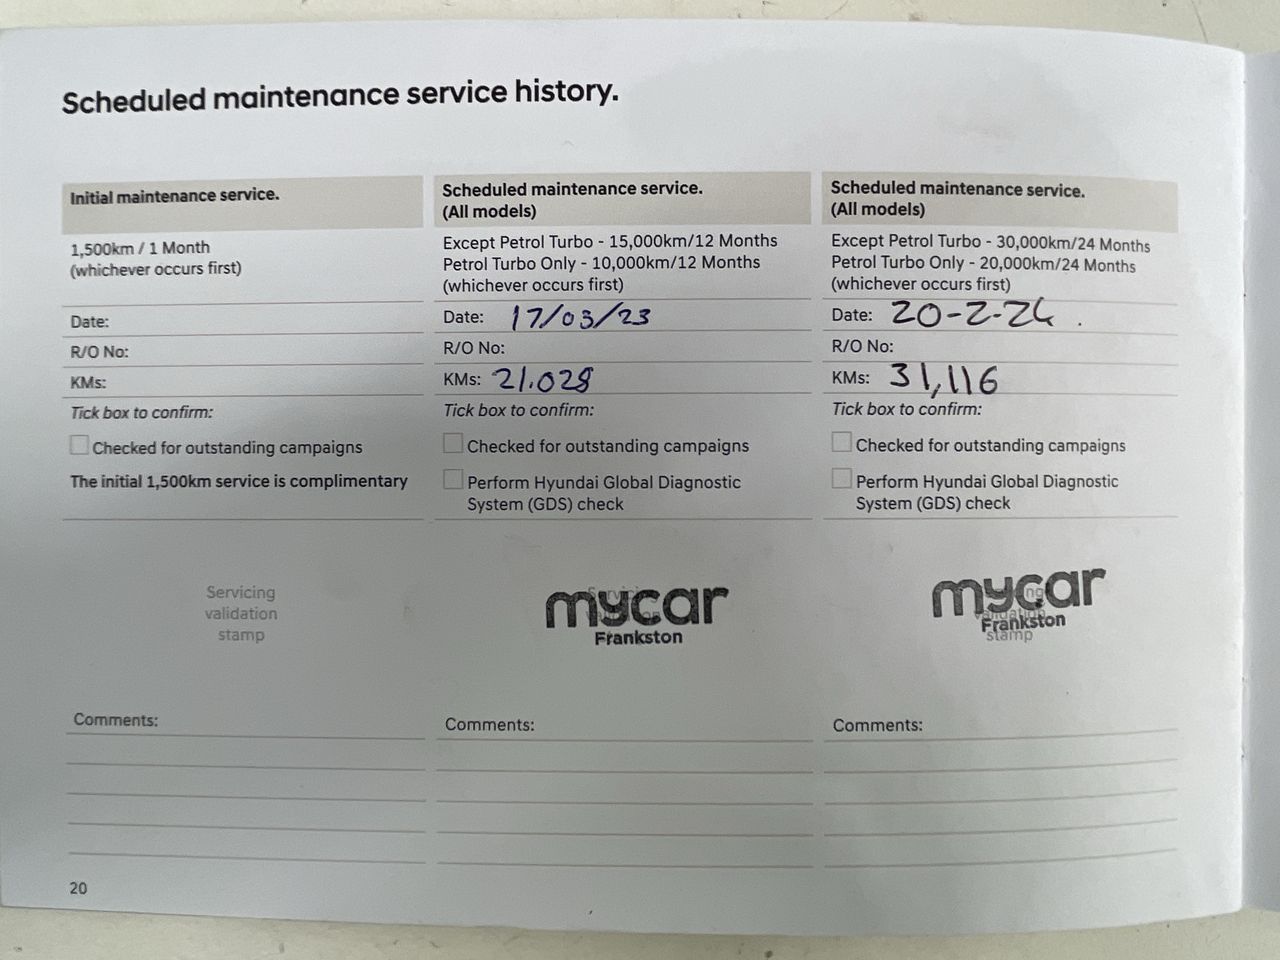 Scheduled maintenance service history.
Initial maintenance service.
1,500km / 1 Month
(whichever occurs first)
Date:
R/O No:
KMs:
Tick box to confirm:
Checked for outstanding campaigns
The initial 1,500km service is complimentary
Servicing
validation
stamp
Comments:
Scheduled maintenance service.
(All models)
Except Petrol Turbo - 15,000km/12 Months
Petrol Turbo Only - 10,000km/12 Months
(whichever occurs first)
Date: 17/03/23
R/O No:
KMs: 21.028
Tick box to confirm:
Checked for outstanding campaigns
Perform Hyundai Global Diagnostic
System (GDS) check
mycar
Frankston
Comments:
Scheduled maintenance service.
(All models)
Except Petrol Turbo - 30,000km/24 Months
Petrol Turbo Only - 20,000km/24 Months
(whichever occurs first)
Date: 20-2-24.
R/O No:
KMs: 31,116
Tick box to confirm:
Checked for outstanding campaigns
Perform Hyundai Global Diagnostic
System (GDS) check
mycar
Frankston
stamp
Comments:
20